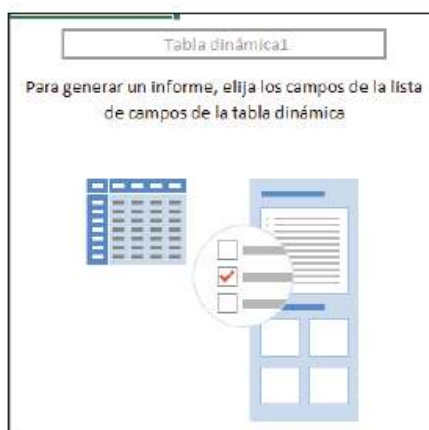 Tabla dinámica1
Para generar un informe, elija los campos de la lista
de campos de la tabla dinámica